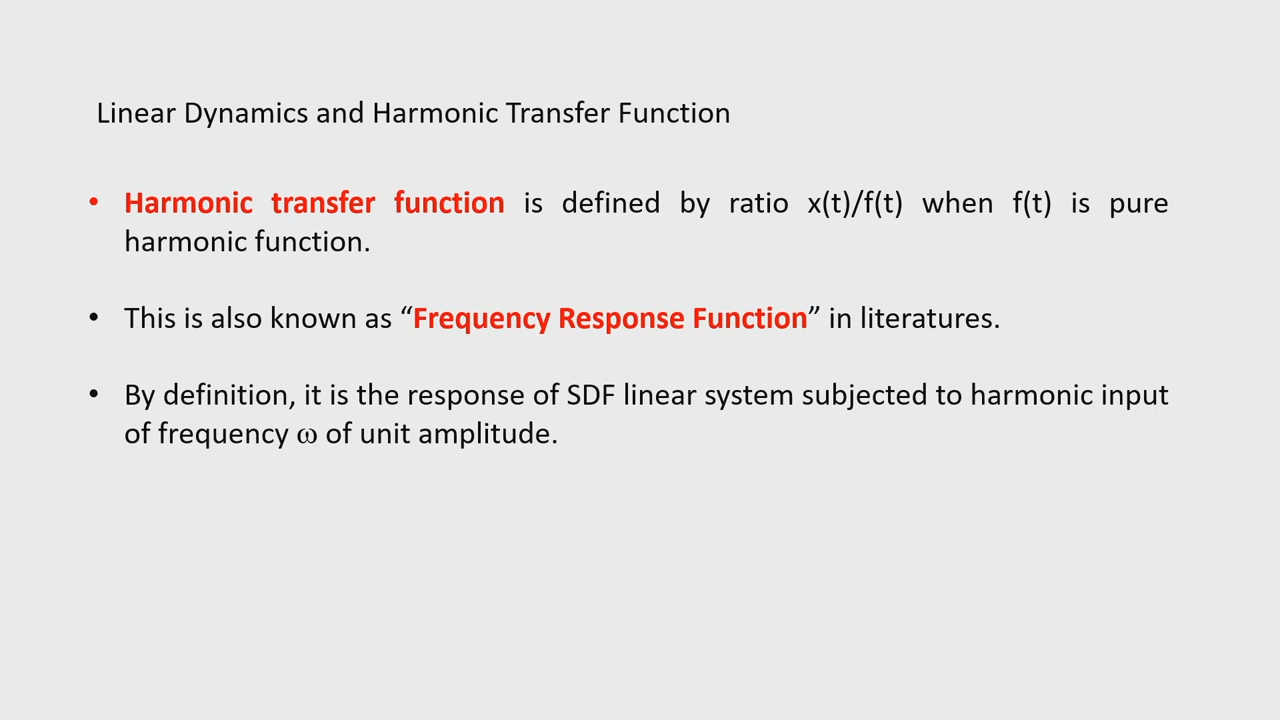 Linear Dynamics and Harmonic Transfer Function
• Harmonic transfer function is defined by ratio x(t)/f(t) when f(t) is pure
harmonic function.
• This is also known as “Frequency Response Function” in literatures.
• By definition, it is the response of SDF linear system subjected to harmonic input
of frequency ω of unit amplitude.